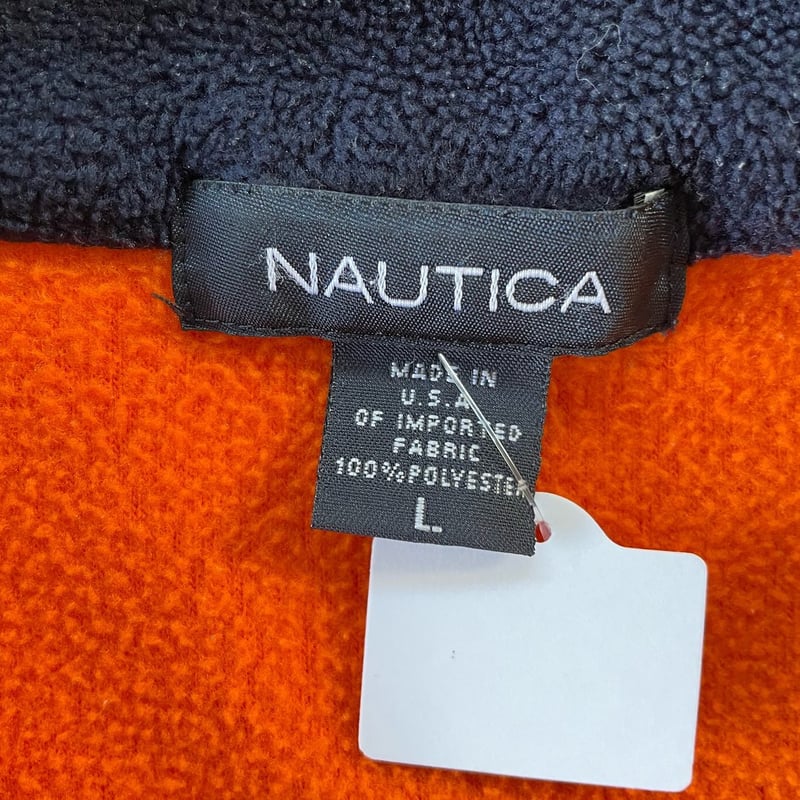 NAUTICA
MADE IN
U.S.A.
OF IMPORTED
FABRIC
100%POLYESTER
L